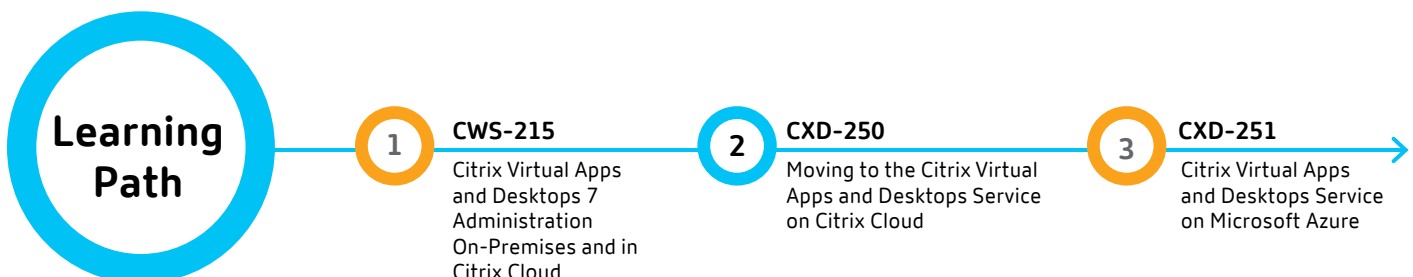 Learning
Path
1
CWS-215
Citrix Virtual Apps
and Desktops 7
Administration
On-Premises and in
Citrix Cloud
2
CXD-250
Moving to the Citrix Virtual
Apps and Desktops Service
on Citrix Cloud
3
CXD-251
Citrix Virtual Apps
and Desktops Service
on Microsoft Azure